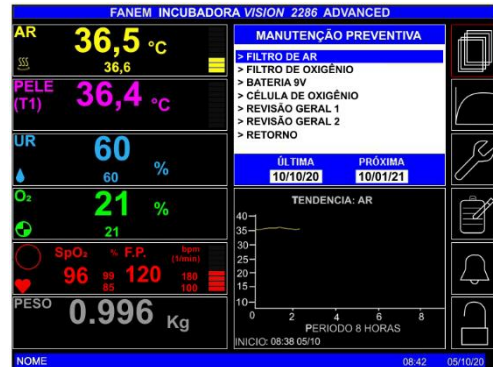 FANEM INCUBADORA VISION 2286 ADVANCED
AR
36,5 °C
36,6
PELE
(T1)
36,4 °C
UR
60
%
60
O₂
21 %
21
SpO₂ % F.P. bpm
(1/min)
96 99 120 180
85 100
PESO
0.996 Kg
MANUTENÇÃO PREVENTIVA
> FILTRO DE AR
> FILTRO DE OXIGÊNIO
> BATERIA 9V
> CÉLULA DE OXIGÊNIO
> REVISÃO GERAL 1
> REVISÃO GERAL 2
> RETORNO
ÚLTIMA PRÓXIMA
10/10/20 10/01/21
TENDENCIA: AR
40
35
30
25
20
15
10
0 2 4 6 8
PERIODO 8 HORAS
INICIO: 08:38 05/10
NOME 08:42 05/10/20